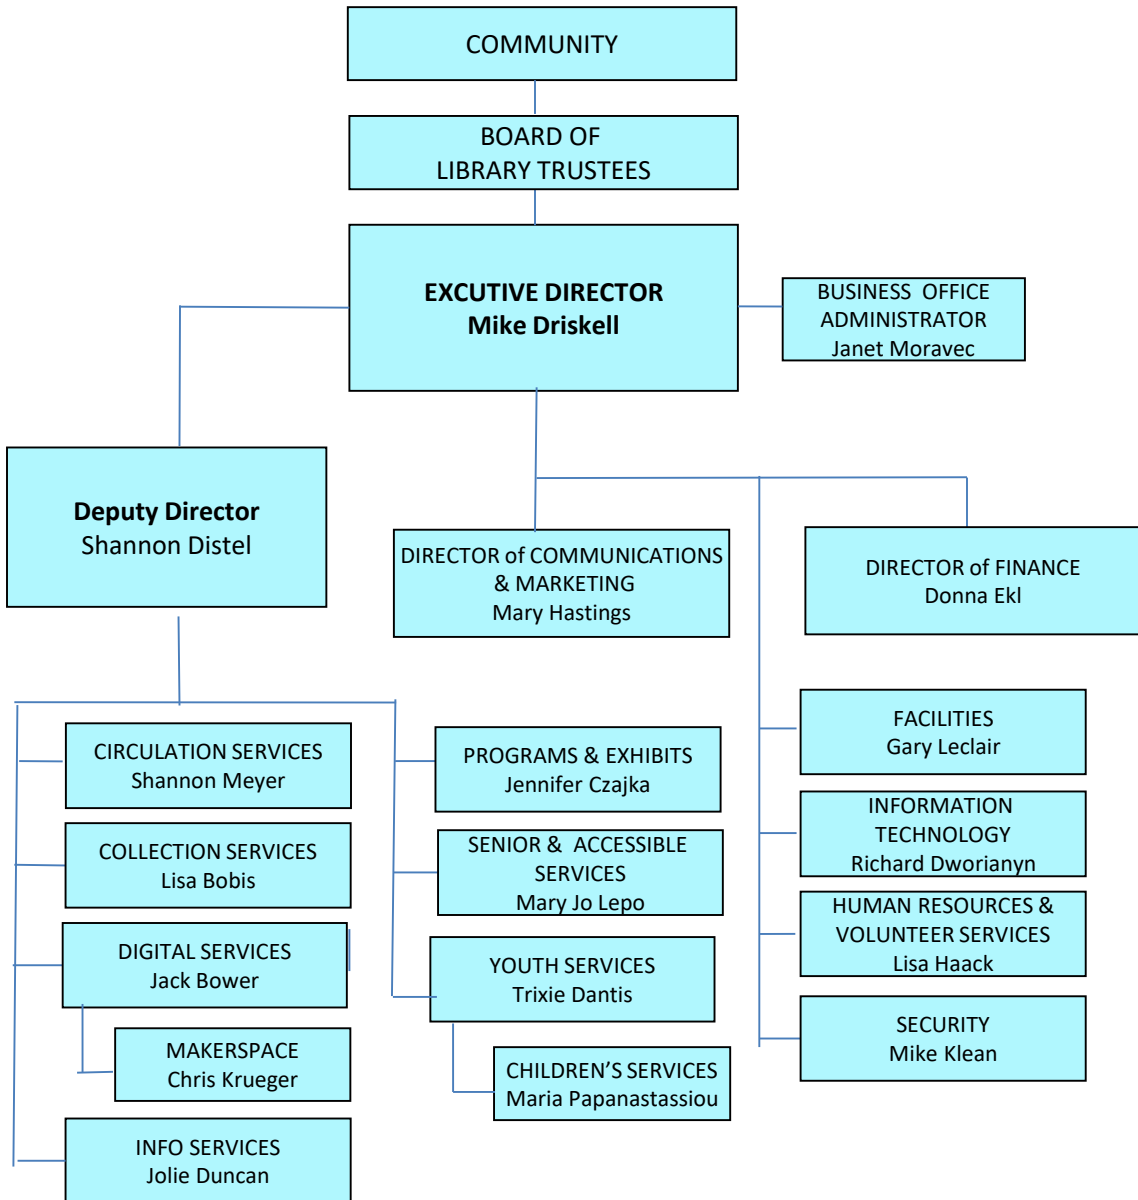 COMMUNITY
BOARD OF
LIBRARY TRUSTEES
EXCUTIVE DIRECTOR
Mike Driskell
BUSINESS OFFICE
ADMINISTRATOR
Janet Moravec
Deputy Director
Shannon Distel
DIRECTOR of COMMUNICATIONS
& MARKETING
Mary Hastings
DIRECTOR of FINANCE
Donna Ekl
CIRCULATION SERVICES
Shannon Meyer
COLLECTION SERVICES
Lisa Bobis
DIGITAL SERVICES
Jack Bower
MAKERSPACE
Chris Krueger
INFO SERVICES
Jolie Duncan
PROGRAMS & EXHIBITS
Jennifer Czajka
SENIOR & ACCESSIBLE
SERVICES
Mary Jo Lepo
YOUTH SERVICES
Trixie Dantis
CHILDREN’S SERVICES
Maria Papanastassiou
FACILITIES
Gary Leclair
INFORMATION
TECHNOLOGY
Richard Dworianyn
HUMAN RESOURCES &
VOLUNTEER SERVICES
Lisa Haack
SECURITY
Mike Klean